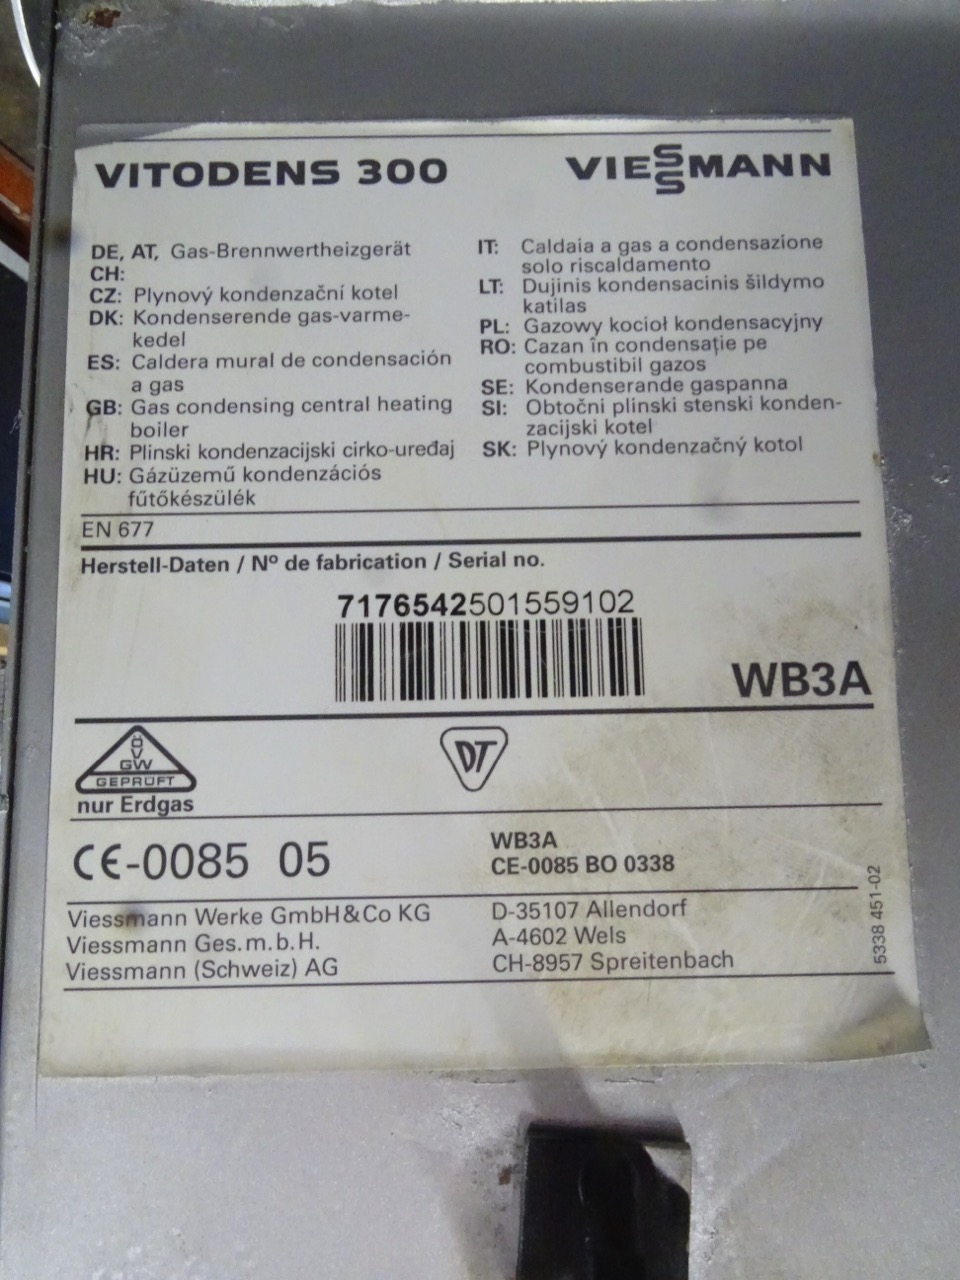 VITODENS 300
VIESSMANN
DE, AT, Gas-Brennwertheizgerät
CH:
CZ: Plynový kondenzační kotel
DK: Kondenserende gas-varme-
kedel
ES: Caldera mural de condensación
a gas
GB: Gas condensing central heating
boiler
HR: Plinski kondenzacijski cirko-uređaj
HU: Gázüzemű kondenzációs
fűtőkészülék
IT: Caldaia a gas a condensazione
solo riscaldamento
LT: Dujinis kondensacinis šildymo
katilas
PL: Gazowy kocioł kondensacyjny
RO: Cazan în condensaţie pe
combustibil gazos
SE: Kondenserande gaspanna
SI: Obtočni plinski stenski konden-
zacijski kotel
SK: Plynový kondenzačný kotol
EN 677
Herstell-Daten / Nº de fabrication / Serial no.
7176542501559102
WB3A
ÖVGW
GEPRÜFT
nur Erdgas
DT
CE-0085 05
WB3A
CE-0085 BO 0338
Viessmann Werke GmbH&Co KG D-35107 Allendorf
Viessmann Ges.m.b.H. A-4602 Wels
Viessmann (Schweiz) AG CH-8957 Spreitenbach
5338 451-02